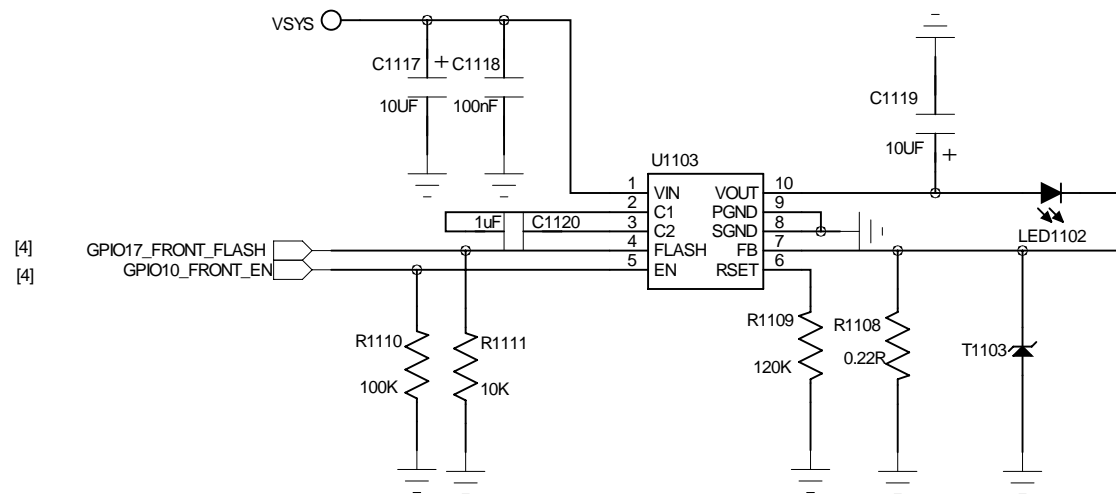 VSYS
C1117 + C1118
10UF 100nF
C1119
10UF +
U1103
1 VIN VOUT 10
2 C1 PGND 9
3 C2 SGND 8
4 FLASH FB 7
5 EN RSET 6
1uF C1120
[4] GPIO17_FRONT_FLASH
[4] GPIO10_FRONT_EN
LED1102
R1110 R1111
100K 10K
R1109 R1108
120K 0.22R
T1103